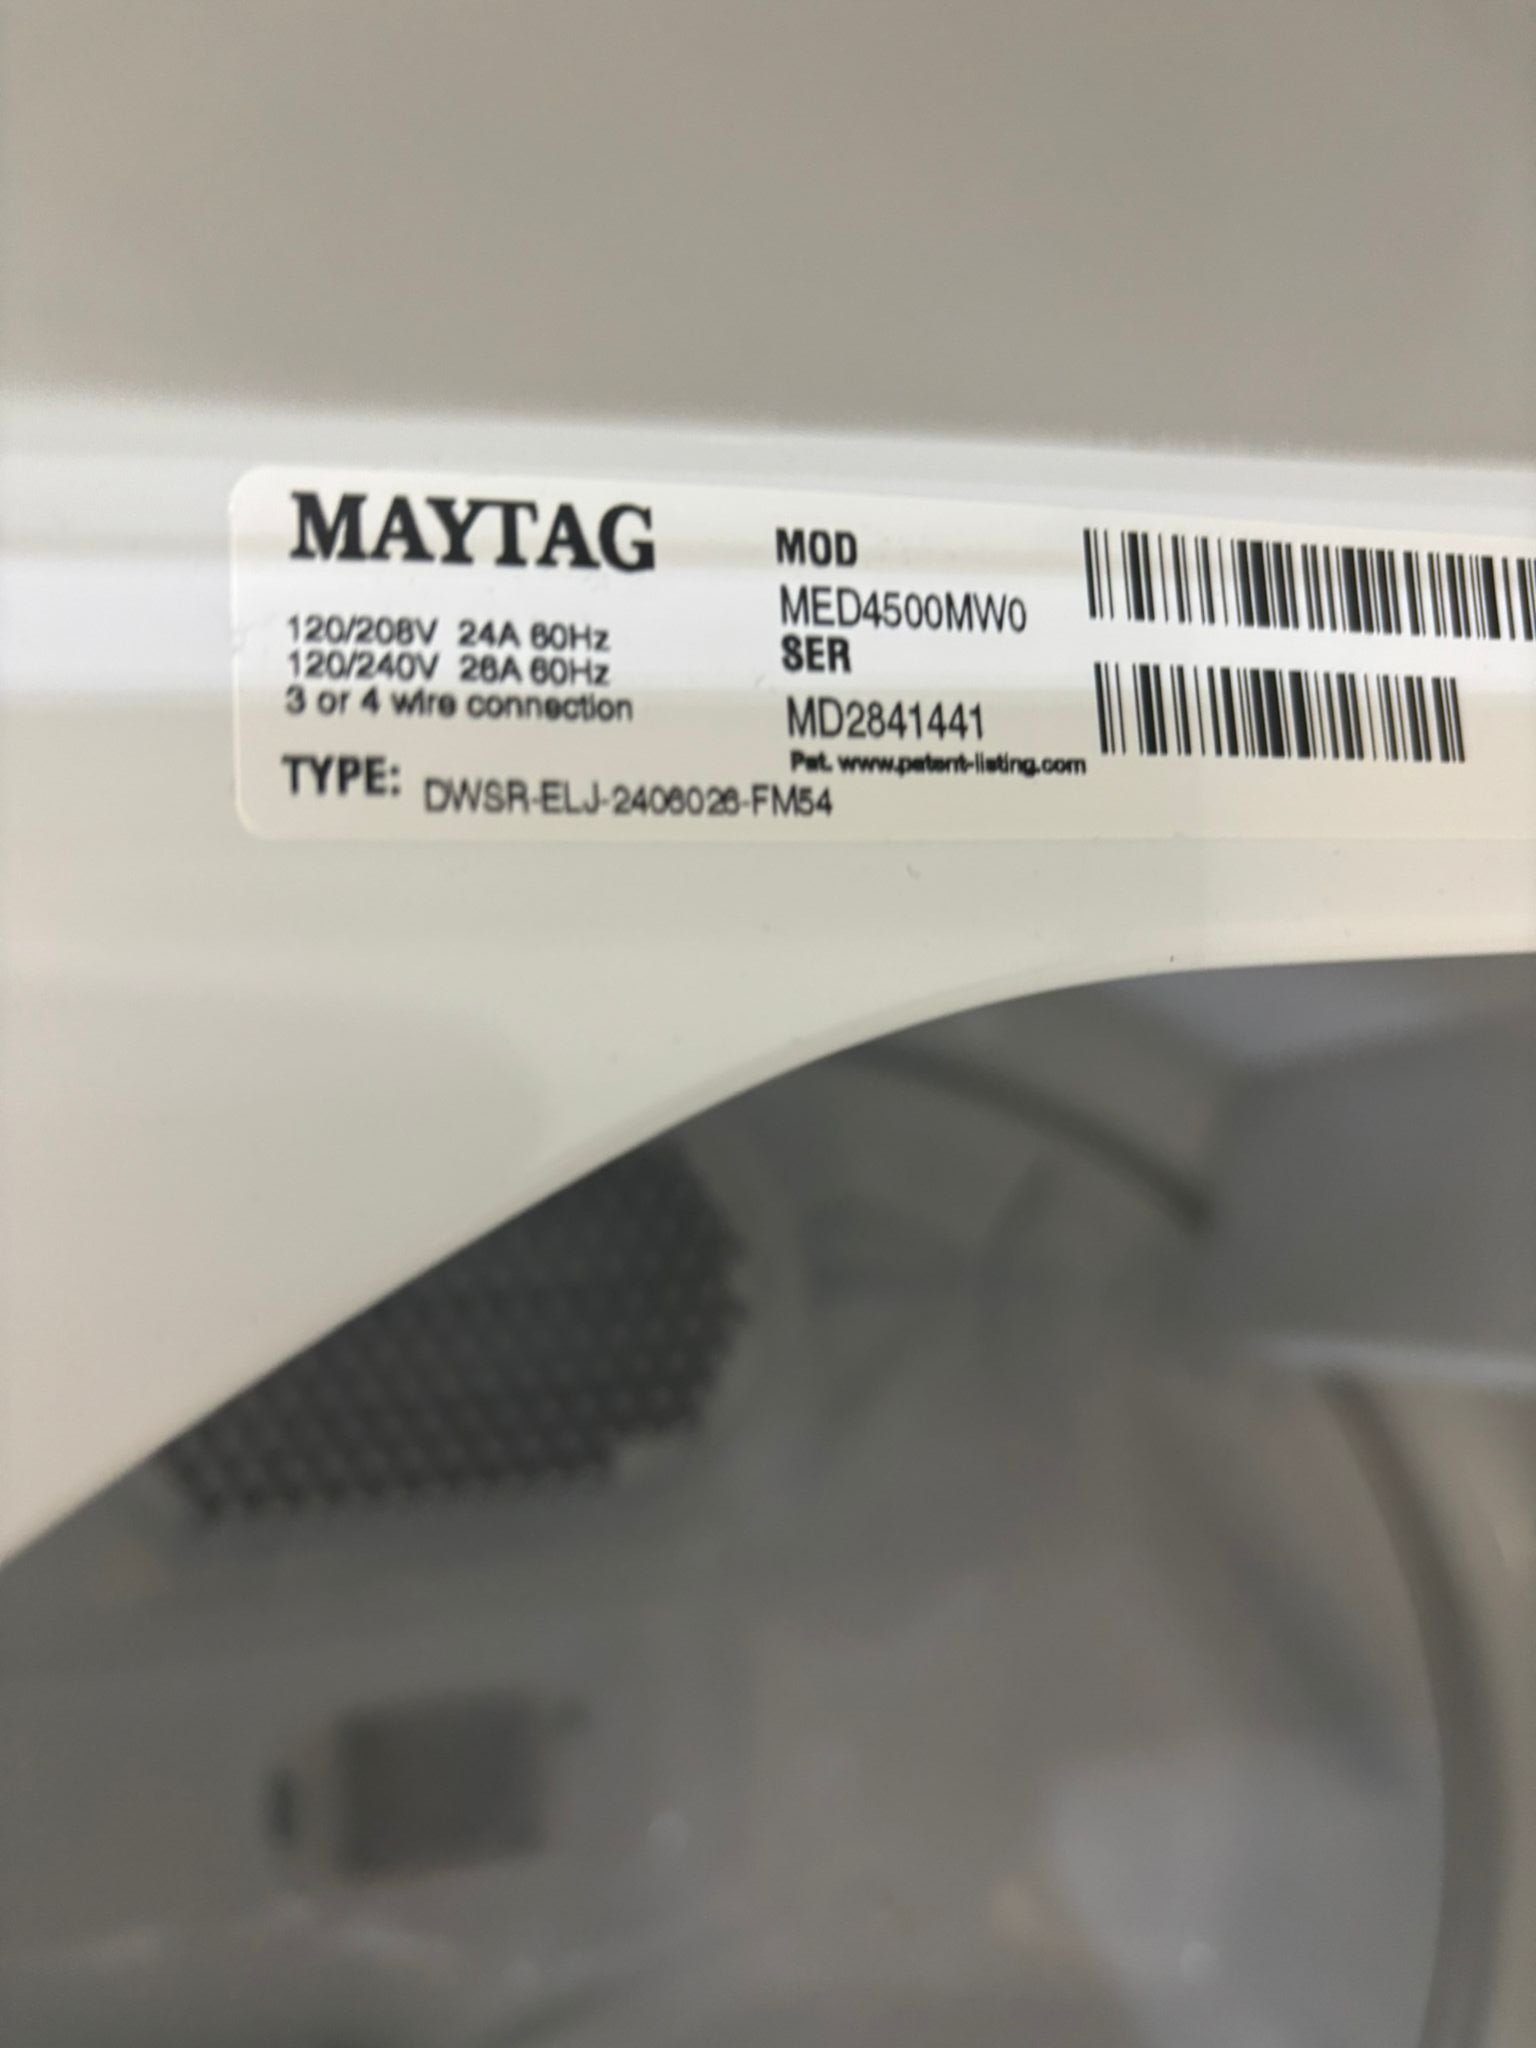 MAYTAG
120/208V 24A 60Hz
120/240V 26A 60Hz
3 or 4 wire connection
TYPE: DWSR-ELJ-2406026-FM54
MOD
MED4500MW0
SER
MD2841441
Pat. www.patent-listing.com